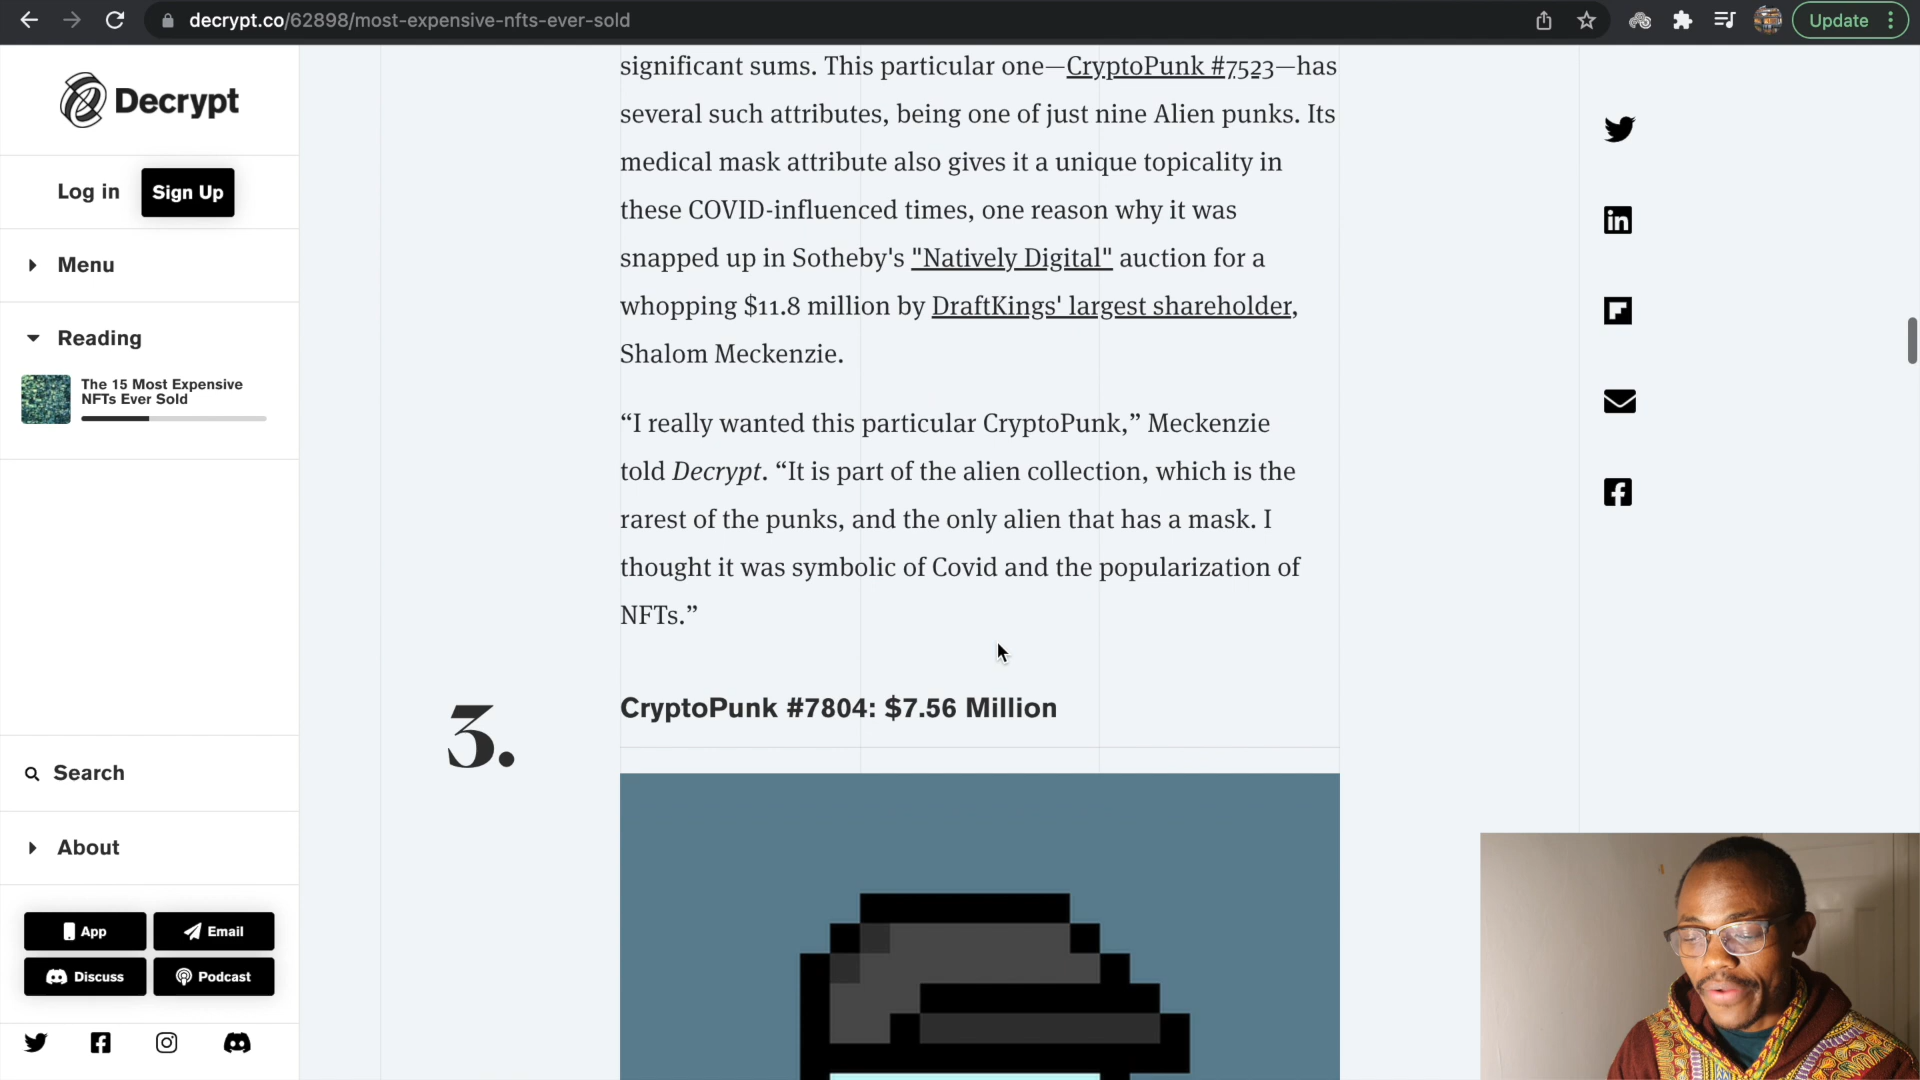 decrypt.co/62898/most-expensive-nfts-ever-sold
Update
Decrypt
Log in
Sign Up
Menu
Reading
The 15 Most Expensive
NFTs Ever Sold
Search
About
App
Email
Discuss
Podcast
significant sums. This particular one—CryptoPunk #7523—has
several such attributes, being one of just nine Alien punks. Its
medical mask attribute also gives it a unique topicality in
these COVID-influenced times, one reason why it was
snapped up in Sotheby's "Natively Digital" auction for a
whopping $11.8 million by DraftKings' largest shareholder,
Shalom Meckenzie.
“I really wanted this particular CryptoPunk,” Meckenzie
told Decrypt. “It is part of the alien collection, which is the
rarest of the punks, and the only alien that has a mask. I
thought it was symbolic of Covid and the popularization of
NFTs.”
3.
CryptoPunk #7804: $7.56 Million